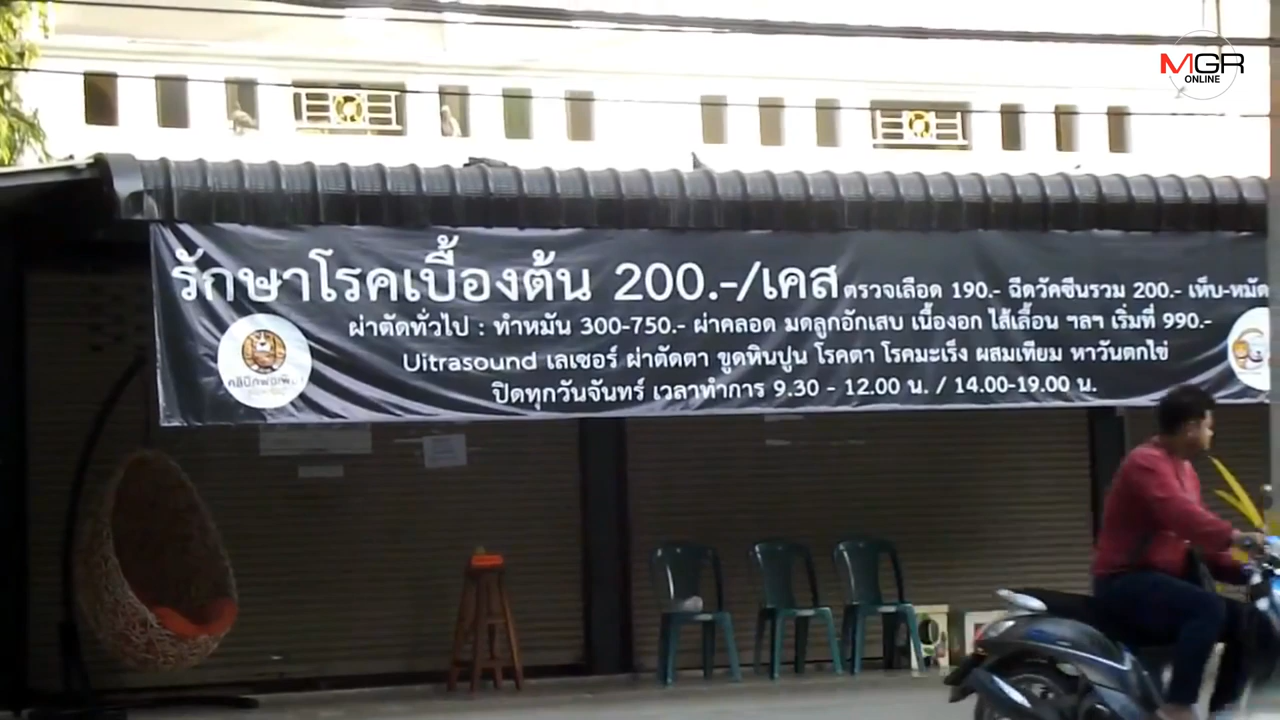 MGR
ONLINE
รักษาโรคเบื้องต้น 200.-/เคส ตรวจเลือด 190.- ฉีดวัคซีนรวม 200.- เห็บ-หมัด
ผ่าตัดทั่วไป : ทำหมัน 300-750.- ผ่าคลอด มดลูกอักเสบ เนื้องอก ไส้เลื่อน ฯลฯ เริ่มที่ 990.-
Uitrasound เลเซอร์ ผ่าตัดตา ขูดหินปูน โรคตา โรคมะเร็ง ผสมเทียม หาวันตกไข่
ปิดทุกวันจันทร์ เวลาทำการ 9.30 - 12.00 น. / 14.00-19.00 น.